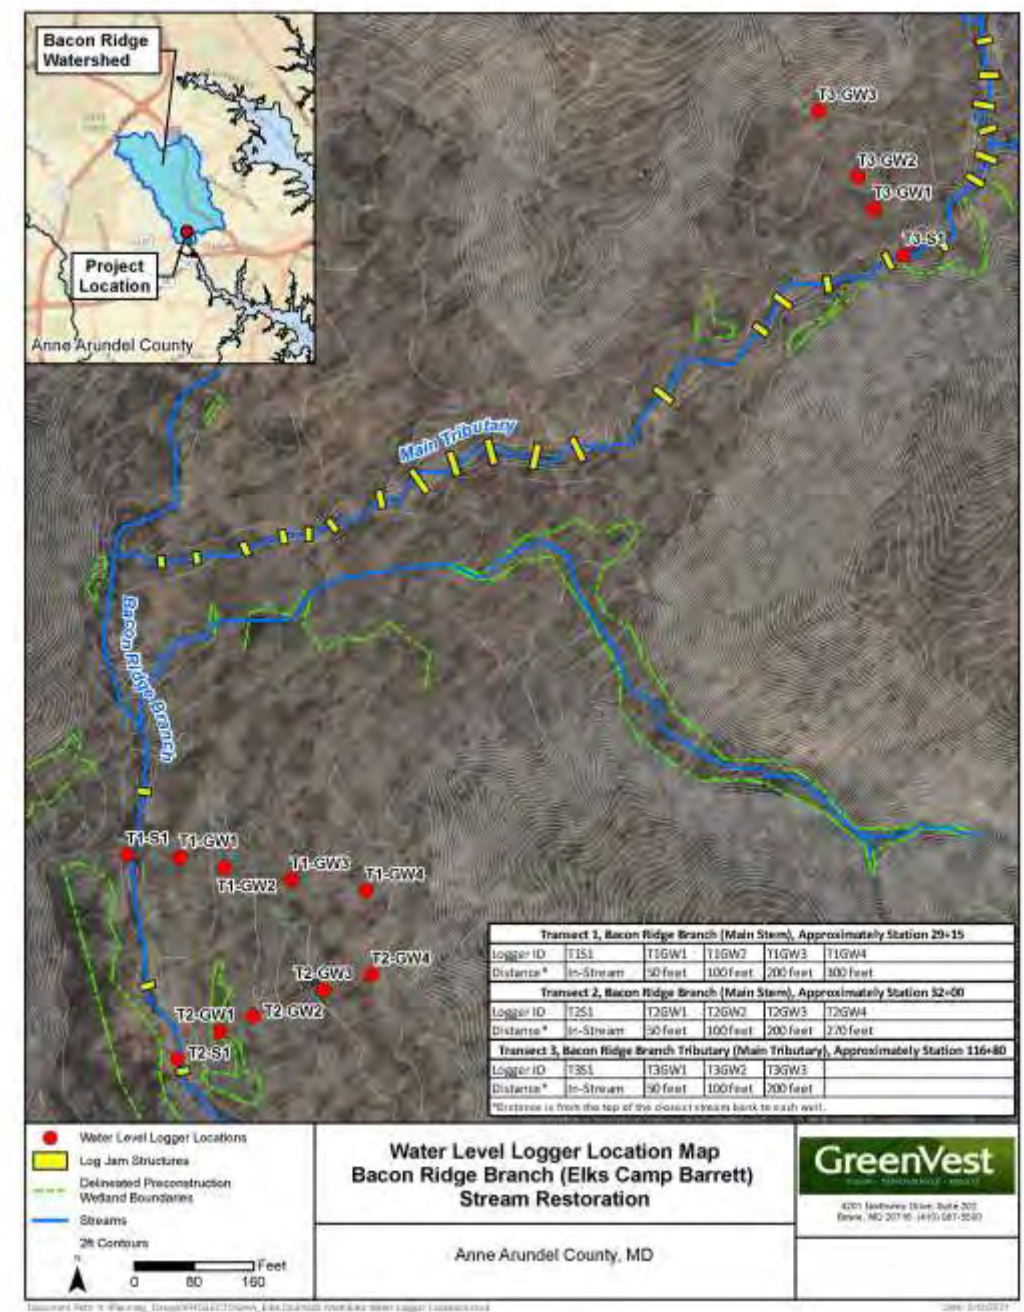 Bacon Ridge
Watershed
Project
Location
Anne Arundel County
T3-GW3
T3-GW2
T3-GW1
T3-S1
Main Tributary
Bacon Ridge Branch
T1-S1
T1-GW1
T1-GW2
T1-GW3
T1-GW4
T2-GW4
T2-GW3
T2-GW2
T2-GW1
T2-S1
Transect 1, Bacon Ridge Branch (Main Stem), Approximately Station 29+15
Logger ID T1S1 T1GW1 T1GW2 T1GW3 T1GW4
Distance* In-Stream 50 feet 100 feet 200 feet 300 feet
Transect 2, Bacon Ridge Branch (Main Stem), Approximately Station 32+00
Logger ID T2S1 T2GW1 T2GW2 T2GW3 T2GW4
Distance* In-Stream 50 feet 100 feet 200 feet 270 feet
Transect 3, Bacon Ridge Branch Tributary (Main Tributary), Approximately Station 116+80
Logger ID T3S1 T3GW1 T3GW2 T3GW3
Distance* In-Stream 50 feet 100 feet 200 feet
*Distance is from the top of the closest stream bank to each well.
Water Level Logger Locations
Log Jam Structures
Delineated Preconstruction
Wetland Boundaries
Streams
2ft Contours
N
Feet
0 80 160
Water Level Logger Location Map
Bacon Ridge Branch (Elks Camp Barrett)
Stream Restoration
Anne Arundel County, MD
GreenVest